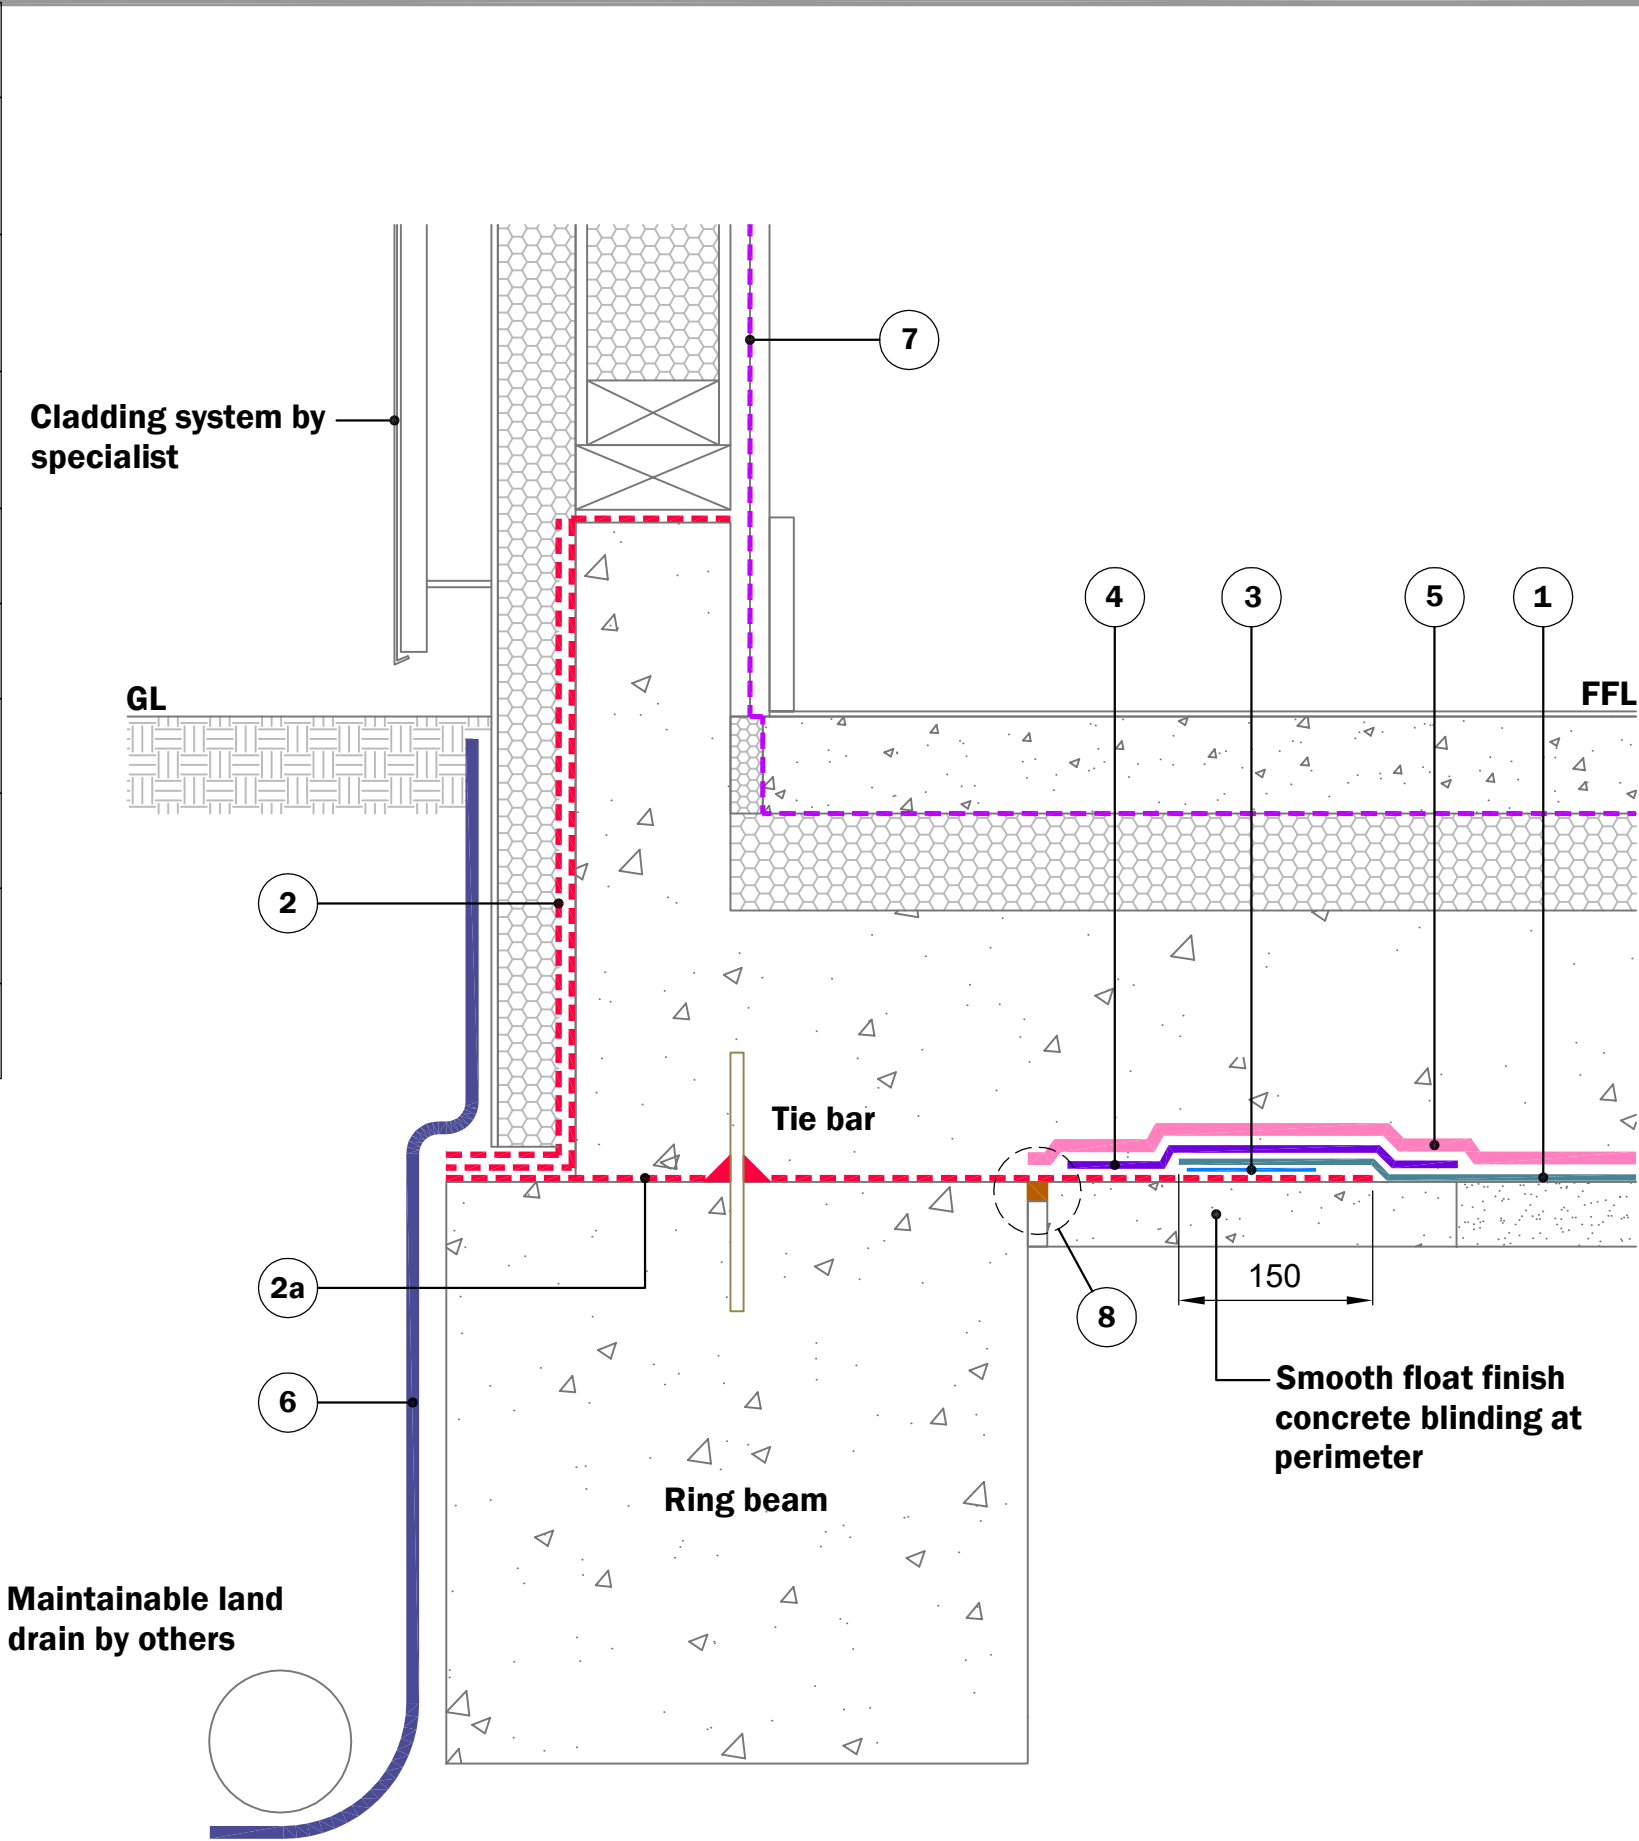 7
Cladding system by
specialist
4
3
5
1
GL
FFL
2
Tie bar
2a
150
8
6
Smooth float finish
concrete blinding at
perimeter
Ring beam
Maintainable land
drain by others